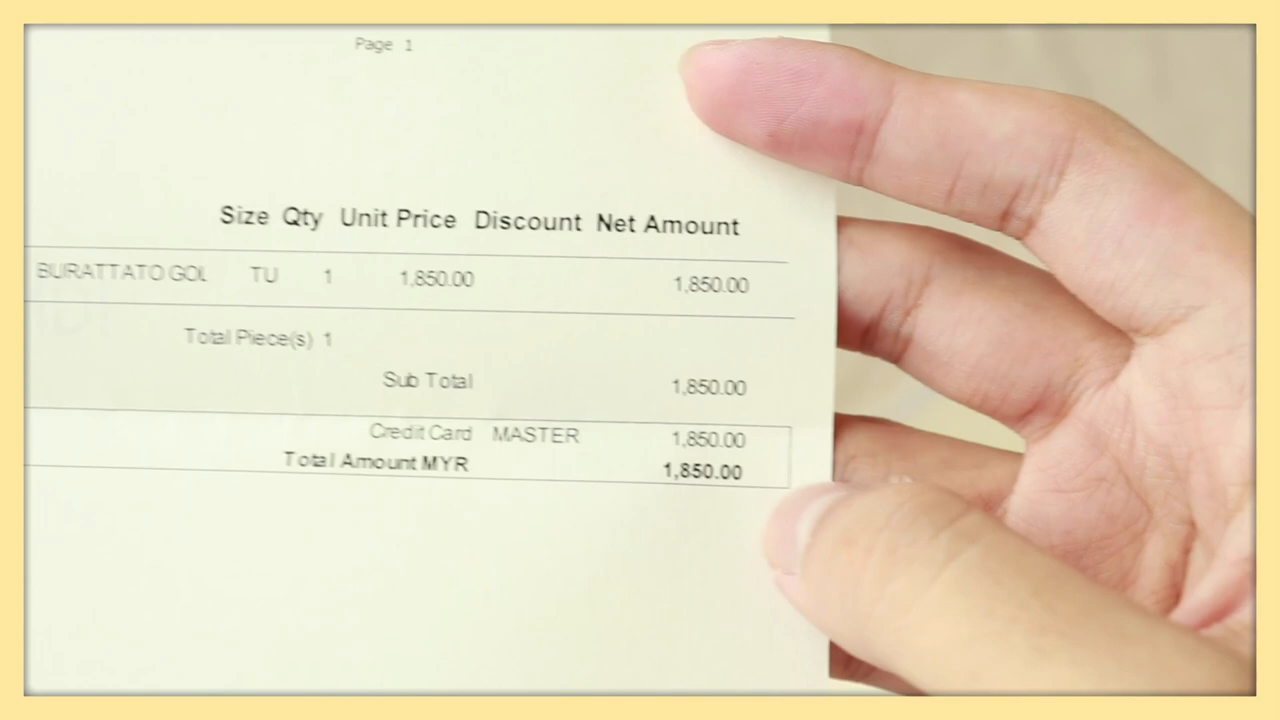 Page 1
Size Qty Unit Price Discount Net Amount
BURATTATO GOL TU 1 1,850.00 1,850.00
Total Piece(s) 1
Sub Total 1,850.00
Credit Card MASTER 1,850.00
Total Amount MYR 1,850.00